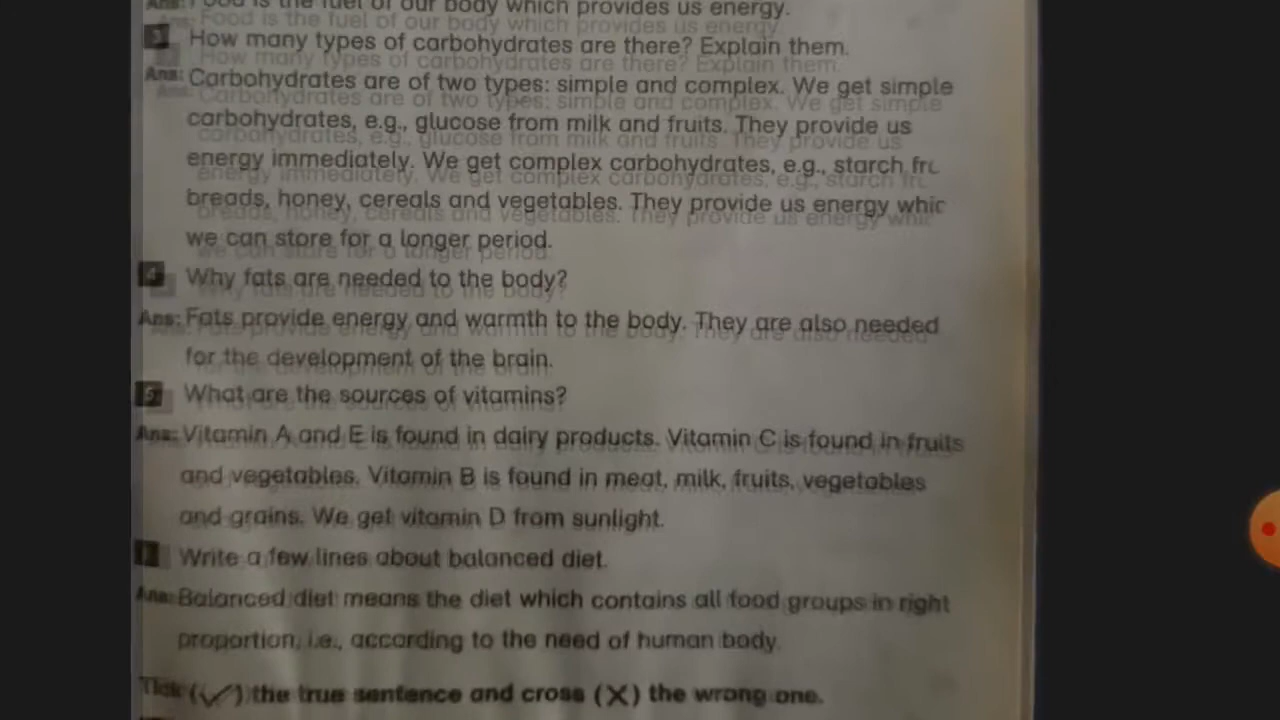 Ans: Food is the fuel of our body which provides us energy.
3 How many types of carbohydrates are there? Explain them.
Ans: Carbohydrates are of two types: simple and complex. We get simple
carbohydrates, e.g., glucose from milk and fruits. They provide us
energy immediately. We get complex carbohydrates, e.g., starch
breads, honey, cereals and vegetables. They provide us energy
we can store for a longer period.
4 Why fats are needed to the body?
Ans: Fats provide energy and warmth to the body. They are also needed
for the development of the brain.
5 What are the sources of vitamins?
Ans: Vitamin A and E is found in dairy products. Vitamin C is found in fruits
and vegetables. Vitamin B is found in meat, milk, fruits, vegetables
and grains. We get vitamin D from sunlight.
Write a few lines about balanced diet.
Ans: Balanced diet means the diet which contains all food groups in right
proportion, i.e., according to the need of human body.
Tick (✓) the true sentence and cross (X) the wrong one.